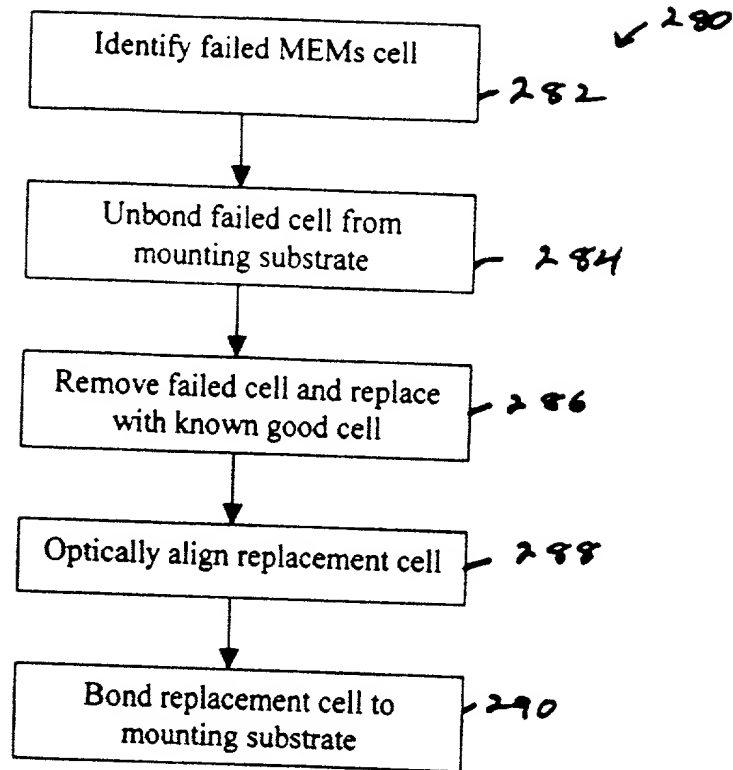 280
Identify failed MEMs cell
282
Unbond failed cell from
mounting substrate
284
Remove failed cell and replace
with known good cell
286
Optically align replacement cell
288
Bond replacement cell to
mounting substrate
290